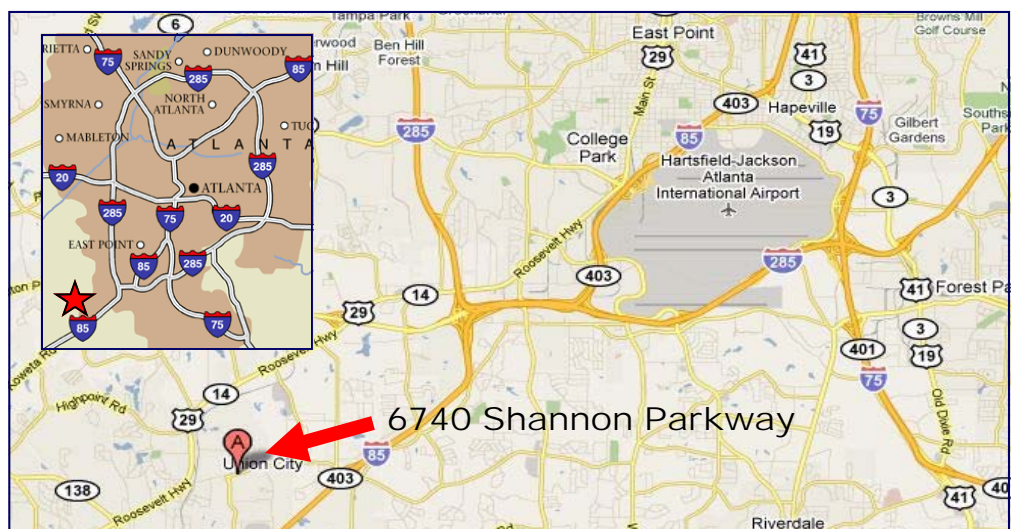 6
Tampa Park
Ben Hill
Forest
East Point
29
Main St
41
3
403
Hapeville
19
Browns Mill
Golf Course
285
College
Park
85
75
Gilbert
Gardens
Hartsfield-Jackson
Atlanta
International Airport
3
Roosevelt Hwy
403
285
14
29
41
Forest Pa
3
19
401
75
Old Dixie Rd
Koweta Rd
Roosevelt Hwy
14
Highpoint Rd
29
A
6740 Shannon Parkway
Union City
85
403
138
Roosevelt Hwy
41
40
Riverdale
RIETTA
75
SANDY
SPRINGS
DUNWOODY
85
285
SMYRNA
NORTH
ATLANTA
MABLETON
TUC
ATLANTA
285
20
ATLANTA
285
75
20
EAST POINT
85
285
85
75